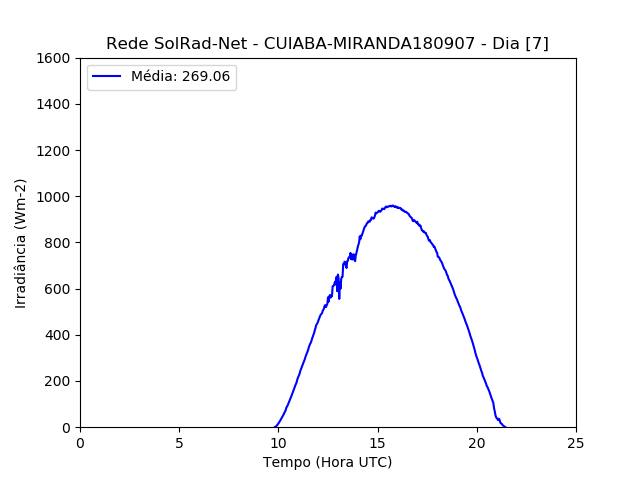 Rede SolRad-Net - CUIABA-MIRANDA180907 - Dia [7]
Média: 269.06
1600
1400
1200
1000
800
600
400
200
0
Irradiância (Wm-2)
0 5 10 15 20 25
Tempo (Hora UTC)